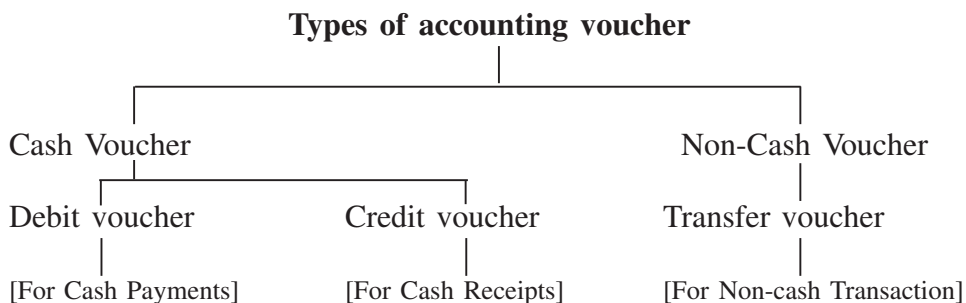 Types of accounting voucher
Cash Voucher Non-Cash Voucher
Debit voucher Credit voucher Transfer voucher
[For Cash Payments] [For Cash Receipts] [For Non-cash Transaction]